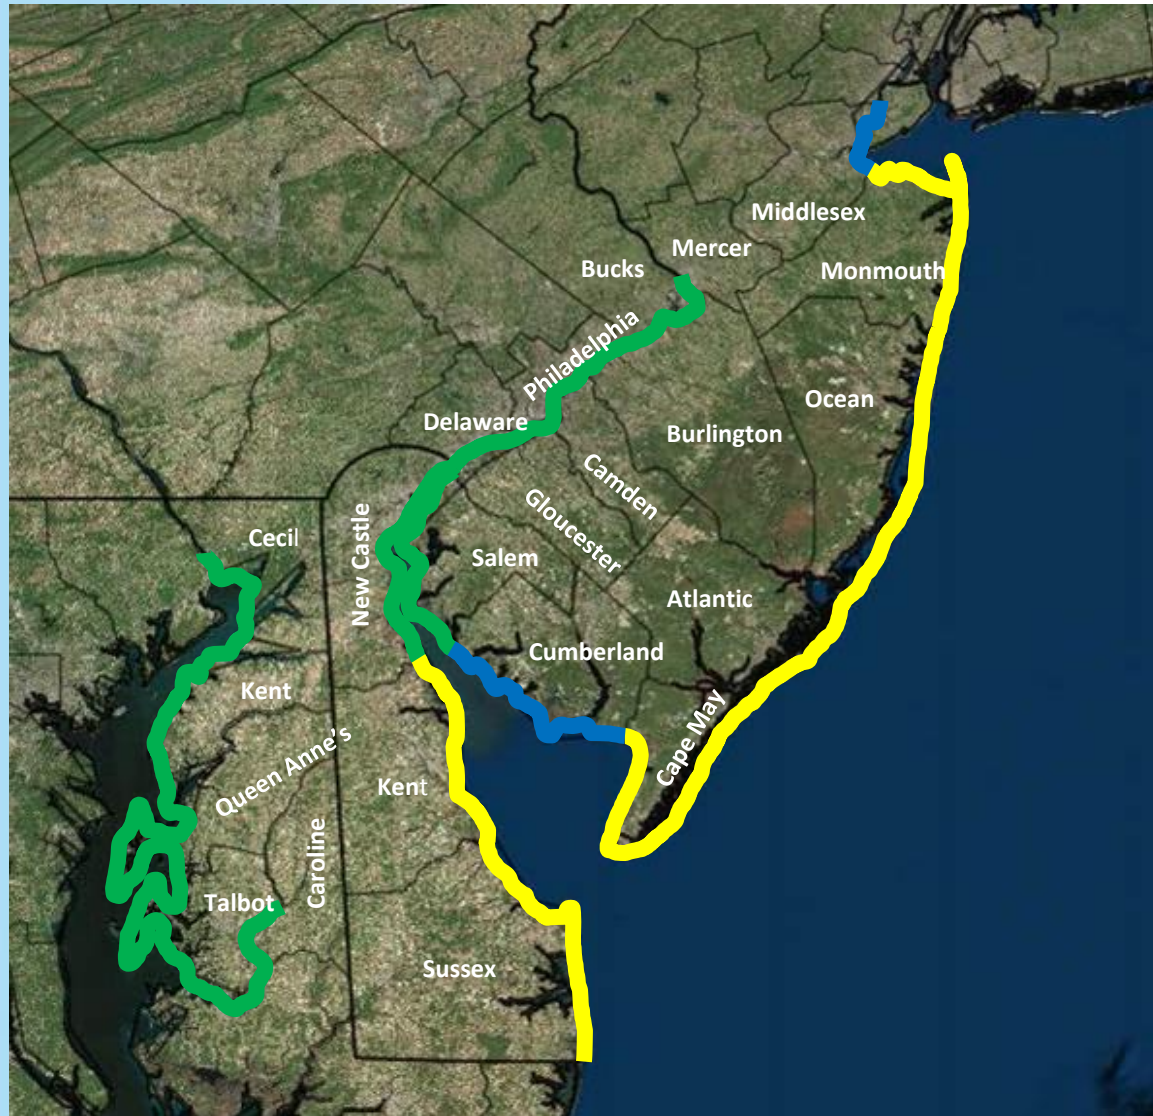 Middlesex
Mercer
Bucks
Monmouth
Philadelphia
Ocean
Delaware
Burlington
Camden
Gloucester
Cecil
New Castle
Salem
Atlantic
Cumberland
Kent
Cape May
Queen Anne's
Kent
Caroline
Talbot
Sussex